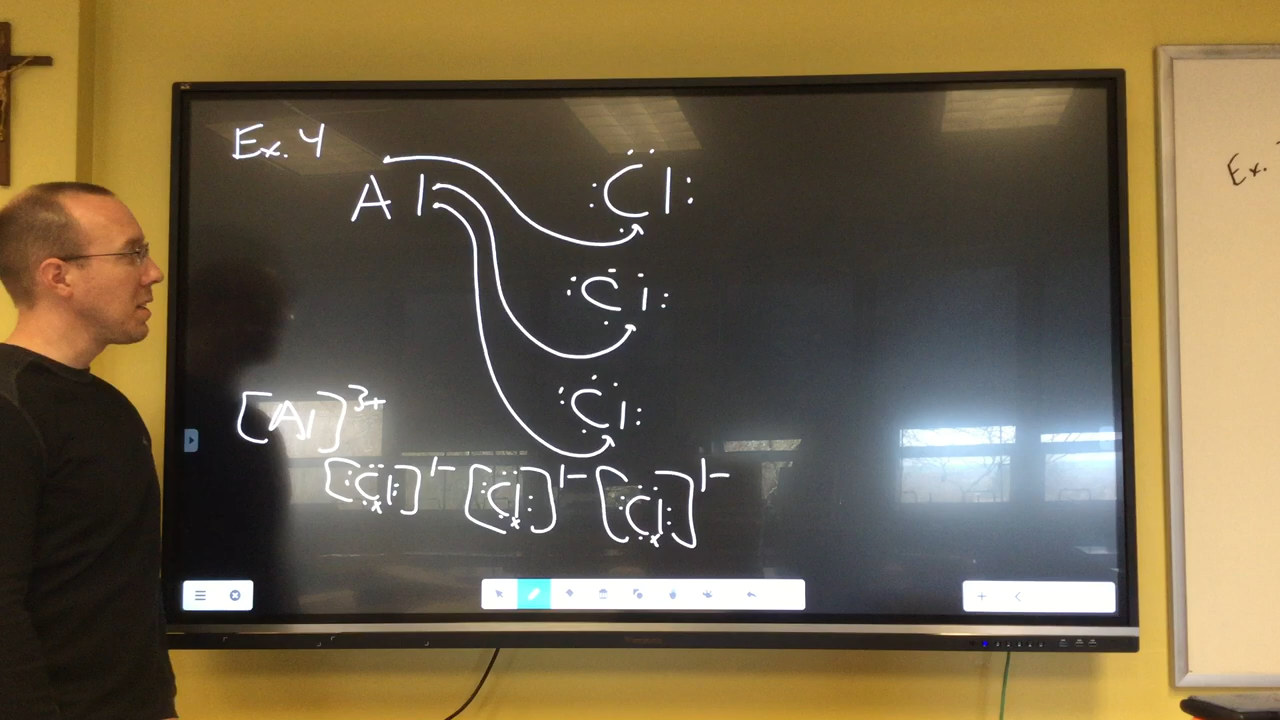 Ex. 4
Al
Cl
Cl
Cl
[Al]³⁺
[Cl]¹⁻ [Cl]¹⁻ [Cl]¹⁻
Ex.